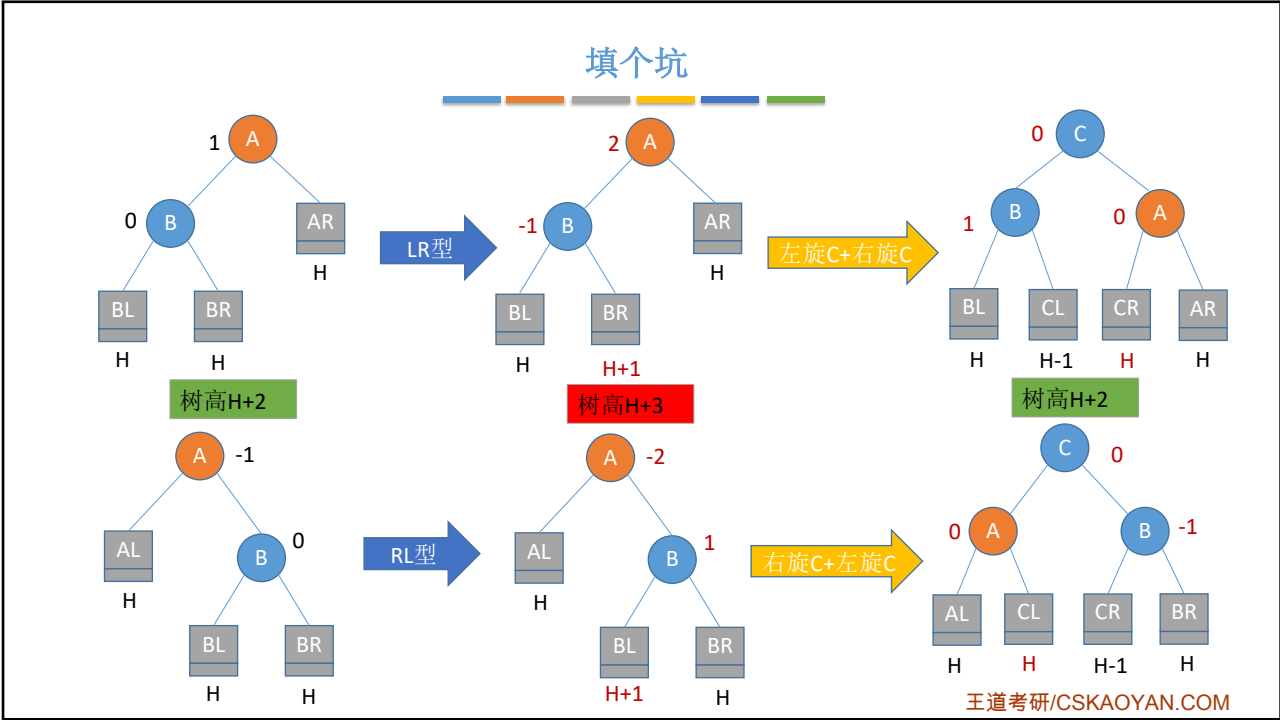 填个坑
1
A
0
B
AR
H
BL
BR
H
H
LR型
2
A
-1
B
AR
H
BL
BR
H
H+1
左旋C+右旋C
0
C
1
B
0
A
BL
CL
CR
AR
H
H-1
H
H
树高H+2
树高H+3
树高H+2
A
-1
AL
H
0
B
BL
BR
H
H
RL型
A
-2
AL
H
B
1
BL
BR
H+1
H
右旋C+左旋C
C
0
0
A
B
-1
AL
CL
CR
BR
H
H
H-1
H
王道考研/CSKAOYAN.COM